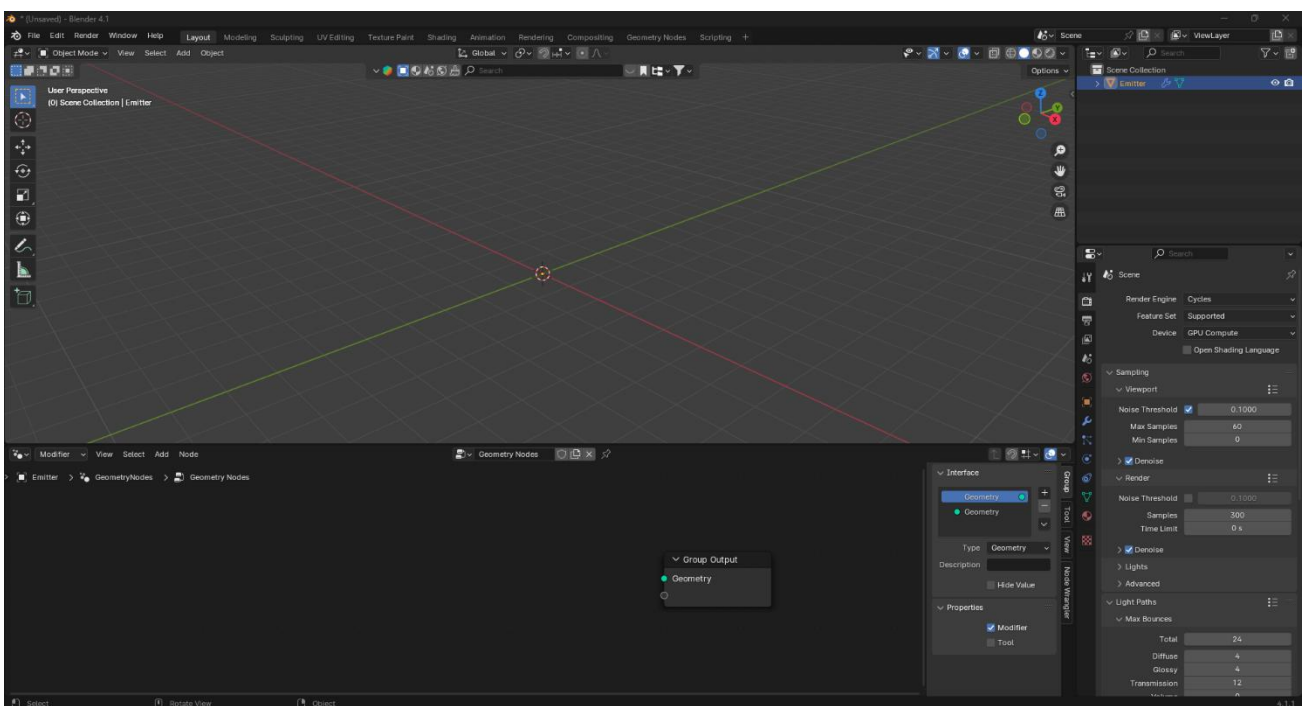 * (Unsaved) - Blender 4.1
File Edit Render Window Help Layout Modeling Sculpting UV Editing Texture Paint Shading Animation Rendering Compositing Geometry Nodes Scripting + Scene ViewLayer
Object Mode View Select Add Object Global Search
Search Options
User Perspective
(0) Scene Collection | Emitter
Z
Y
X
Scene Collection
Emitter
Search
Scene
Render Engine Cycles
Feature Set Supported
Device GPU Compute
Open Shading Language
Sampling
Viewport
Noise Threshold 0.1000
Max Samples 60
Min Samples 0
Denoise
Render
Noise Threshold 0.1000
Samples 300
Time Limit 0 s
Denoise
Lights
Advanced
Light Paths
Max Bounces
Total 24
Diffuse 4
Glossy 4
Transmission 12
Volume 0
Modifier View Select Add Node Geometry Nodes
Emitter > GeometryNodes > Geometry Nodes
Group Output
Geometry
Interface
Geometry
Geometry
Type Geometry
Description
Hide Value
Properties
Modifier
Tool
Group
Tool
View
Node Wrangler
Select Rotate View Object 4.1.1